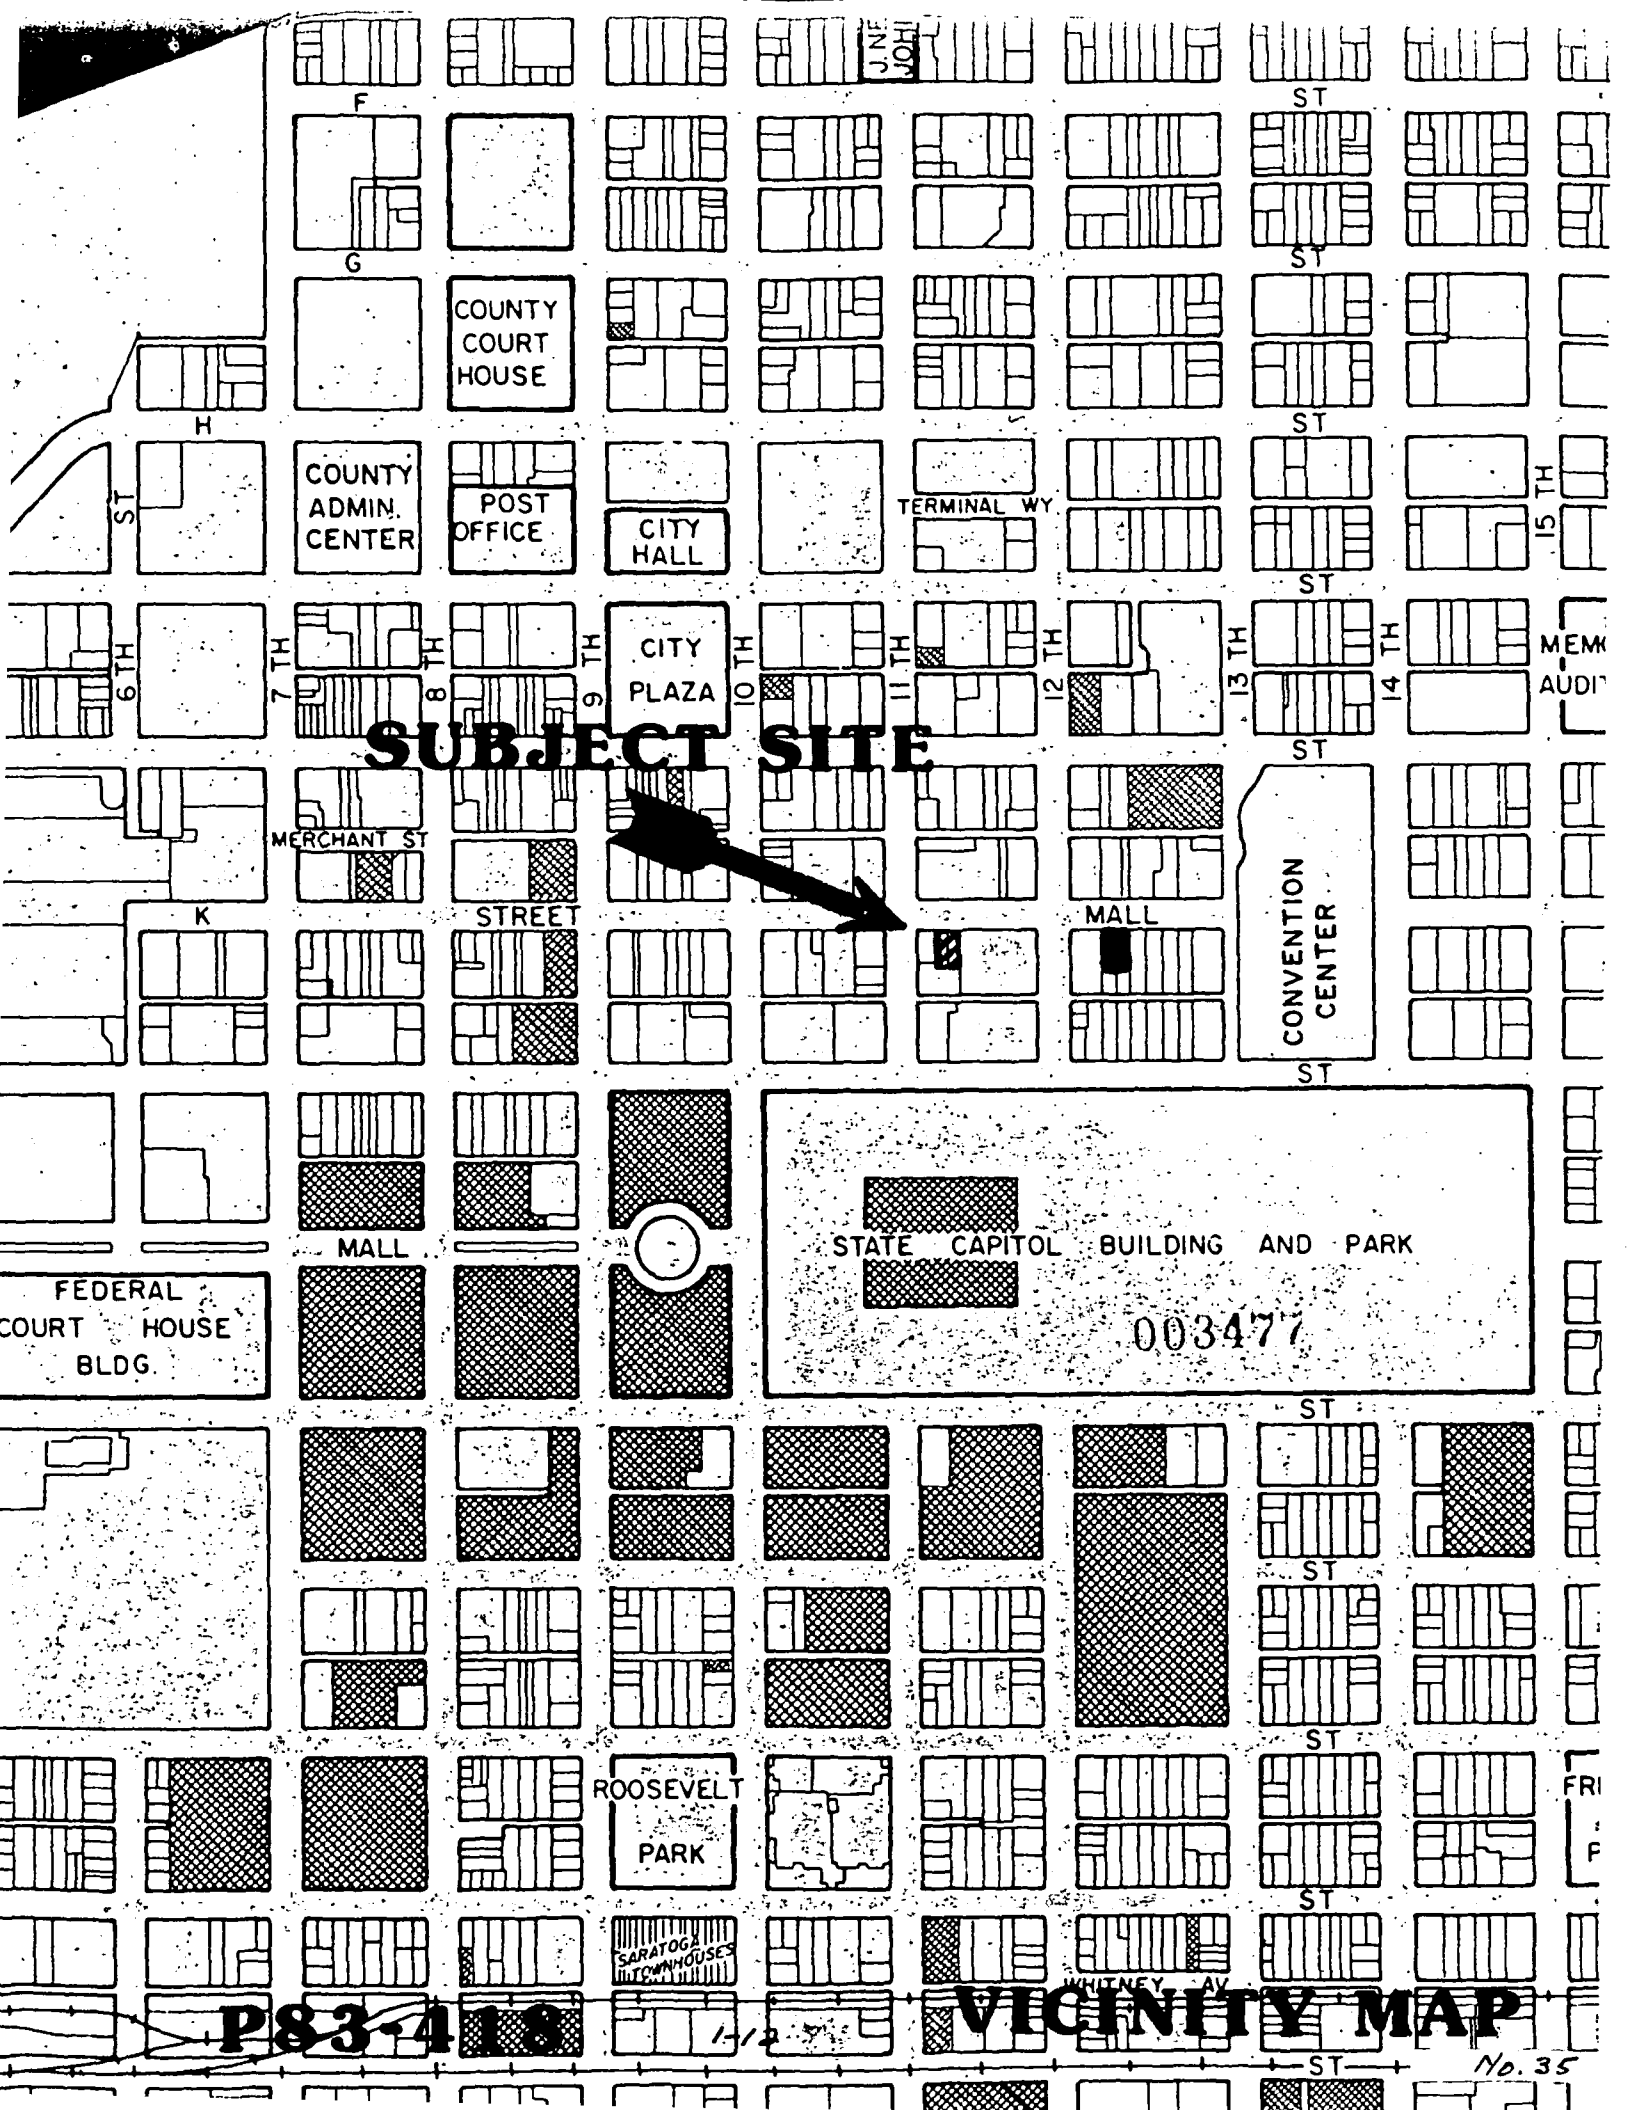 F
ST
G
ST
COUNTY
COURT
HOUSE
H
ST
COUNTY
ADMIN.
CENTER
POST
OFFICE
CITY
HALL
TERMINAL WY.
ST
15 TH
ST
6 TH
7 TH
8 TH
9 TH
CITY
PLAZA
10 TH
11 TH
12 TH
13 TH
14 TH
SUBJECT SITE
ST
MERCHANT ST
K
STREET
MALL
CONVENTION
CENTER
ST
MALL
STATE CAPITOL BUILDING AND PARK
FEDERAL
COURT HOUSE
BLDG.
003477
ST
ST
ST
ROOSEVELT
PARK
ST
SARATOGA
TOWNHOUSES
WHITNEY AV
P83-418
1-12
VICINITY MAP
ST
No. 35